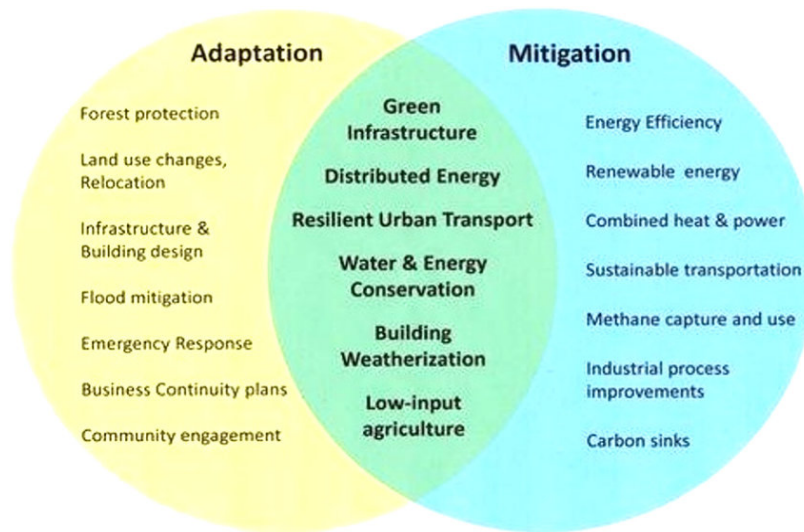 Adaptation
Forest protection
Land use changes,
Relocation
Infrastructure &
Building design
Flood mitigation
Emergency Response
Business Continuity plans
Community engagement
Green
Infrastructure
Distributed Energy
Resilient Urban Transport
Water & Energy
Conservation
Building
Weatherization
Low-input
agriculture
Mitigation
Energy Efficiency
Renewable energy
Combined heat & power
Sustainable transportation
Methane capture and use
Industrial process
improvements
Carbon sinks